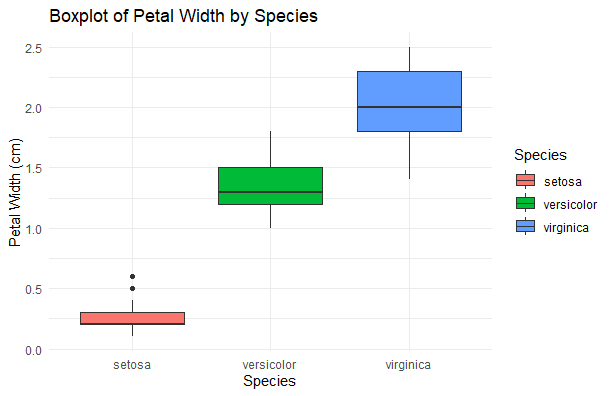 Boxplot of Petal Width by Species
Petal Width (cm)
2.5
2.0
1.5
1.0
0.5
0.0
setosa versicolor virginica
Species
Species
setosa
versicolor
virginica